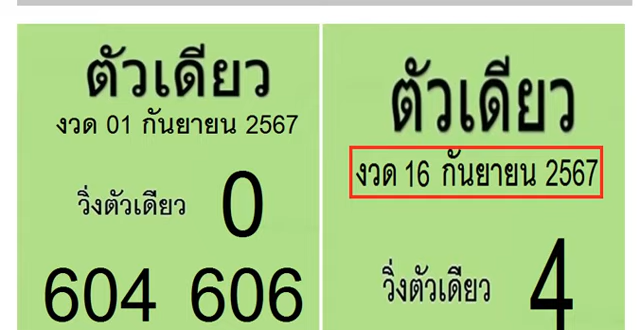 ตัวเดียว
งวด 01 กันยายน 2567
วิ่งตัวเดียว 0
604 606
ตัวเดียว
งวด 16 กันยายน 2567
วิ่งตัวเดียว 4